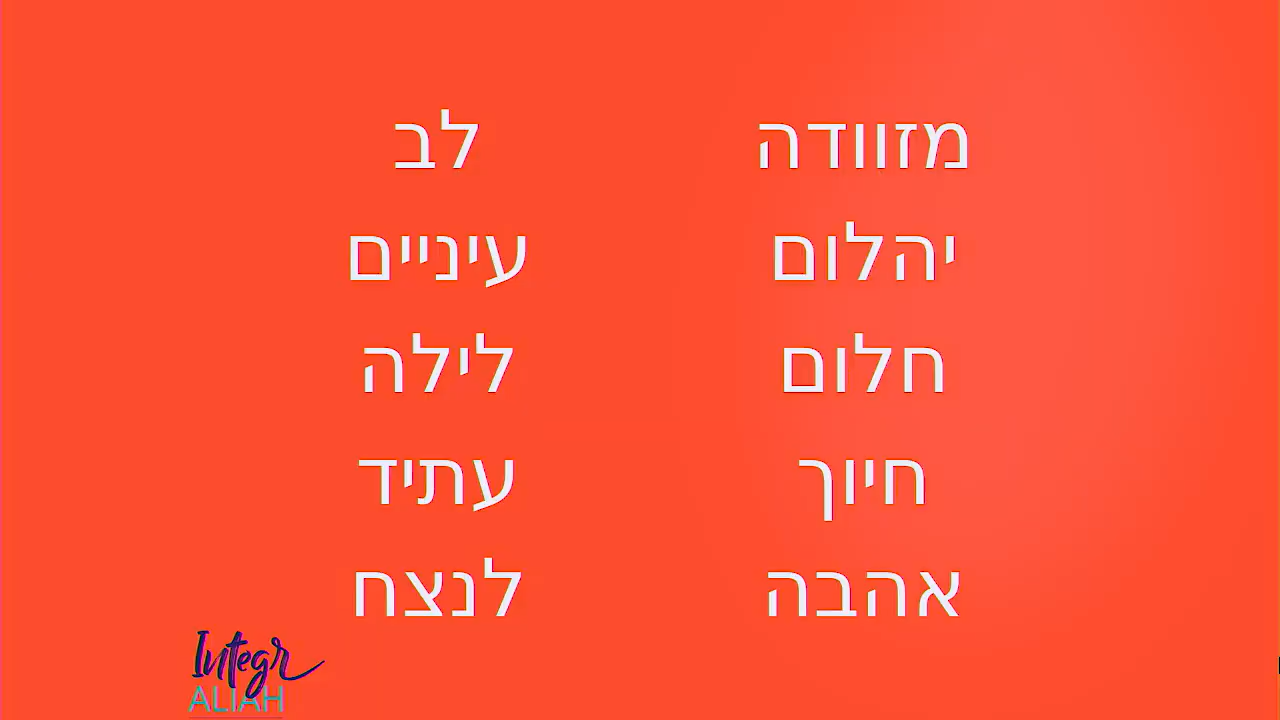 מזוודה
יהלום
חלום
חיוך
אהבה
לב
עיניים
לילה
עתיד
לנצח
Integr
ALIAH